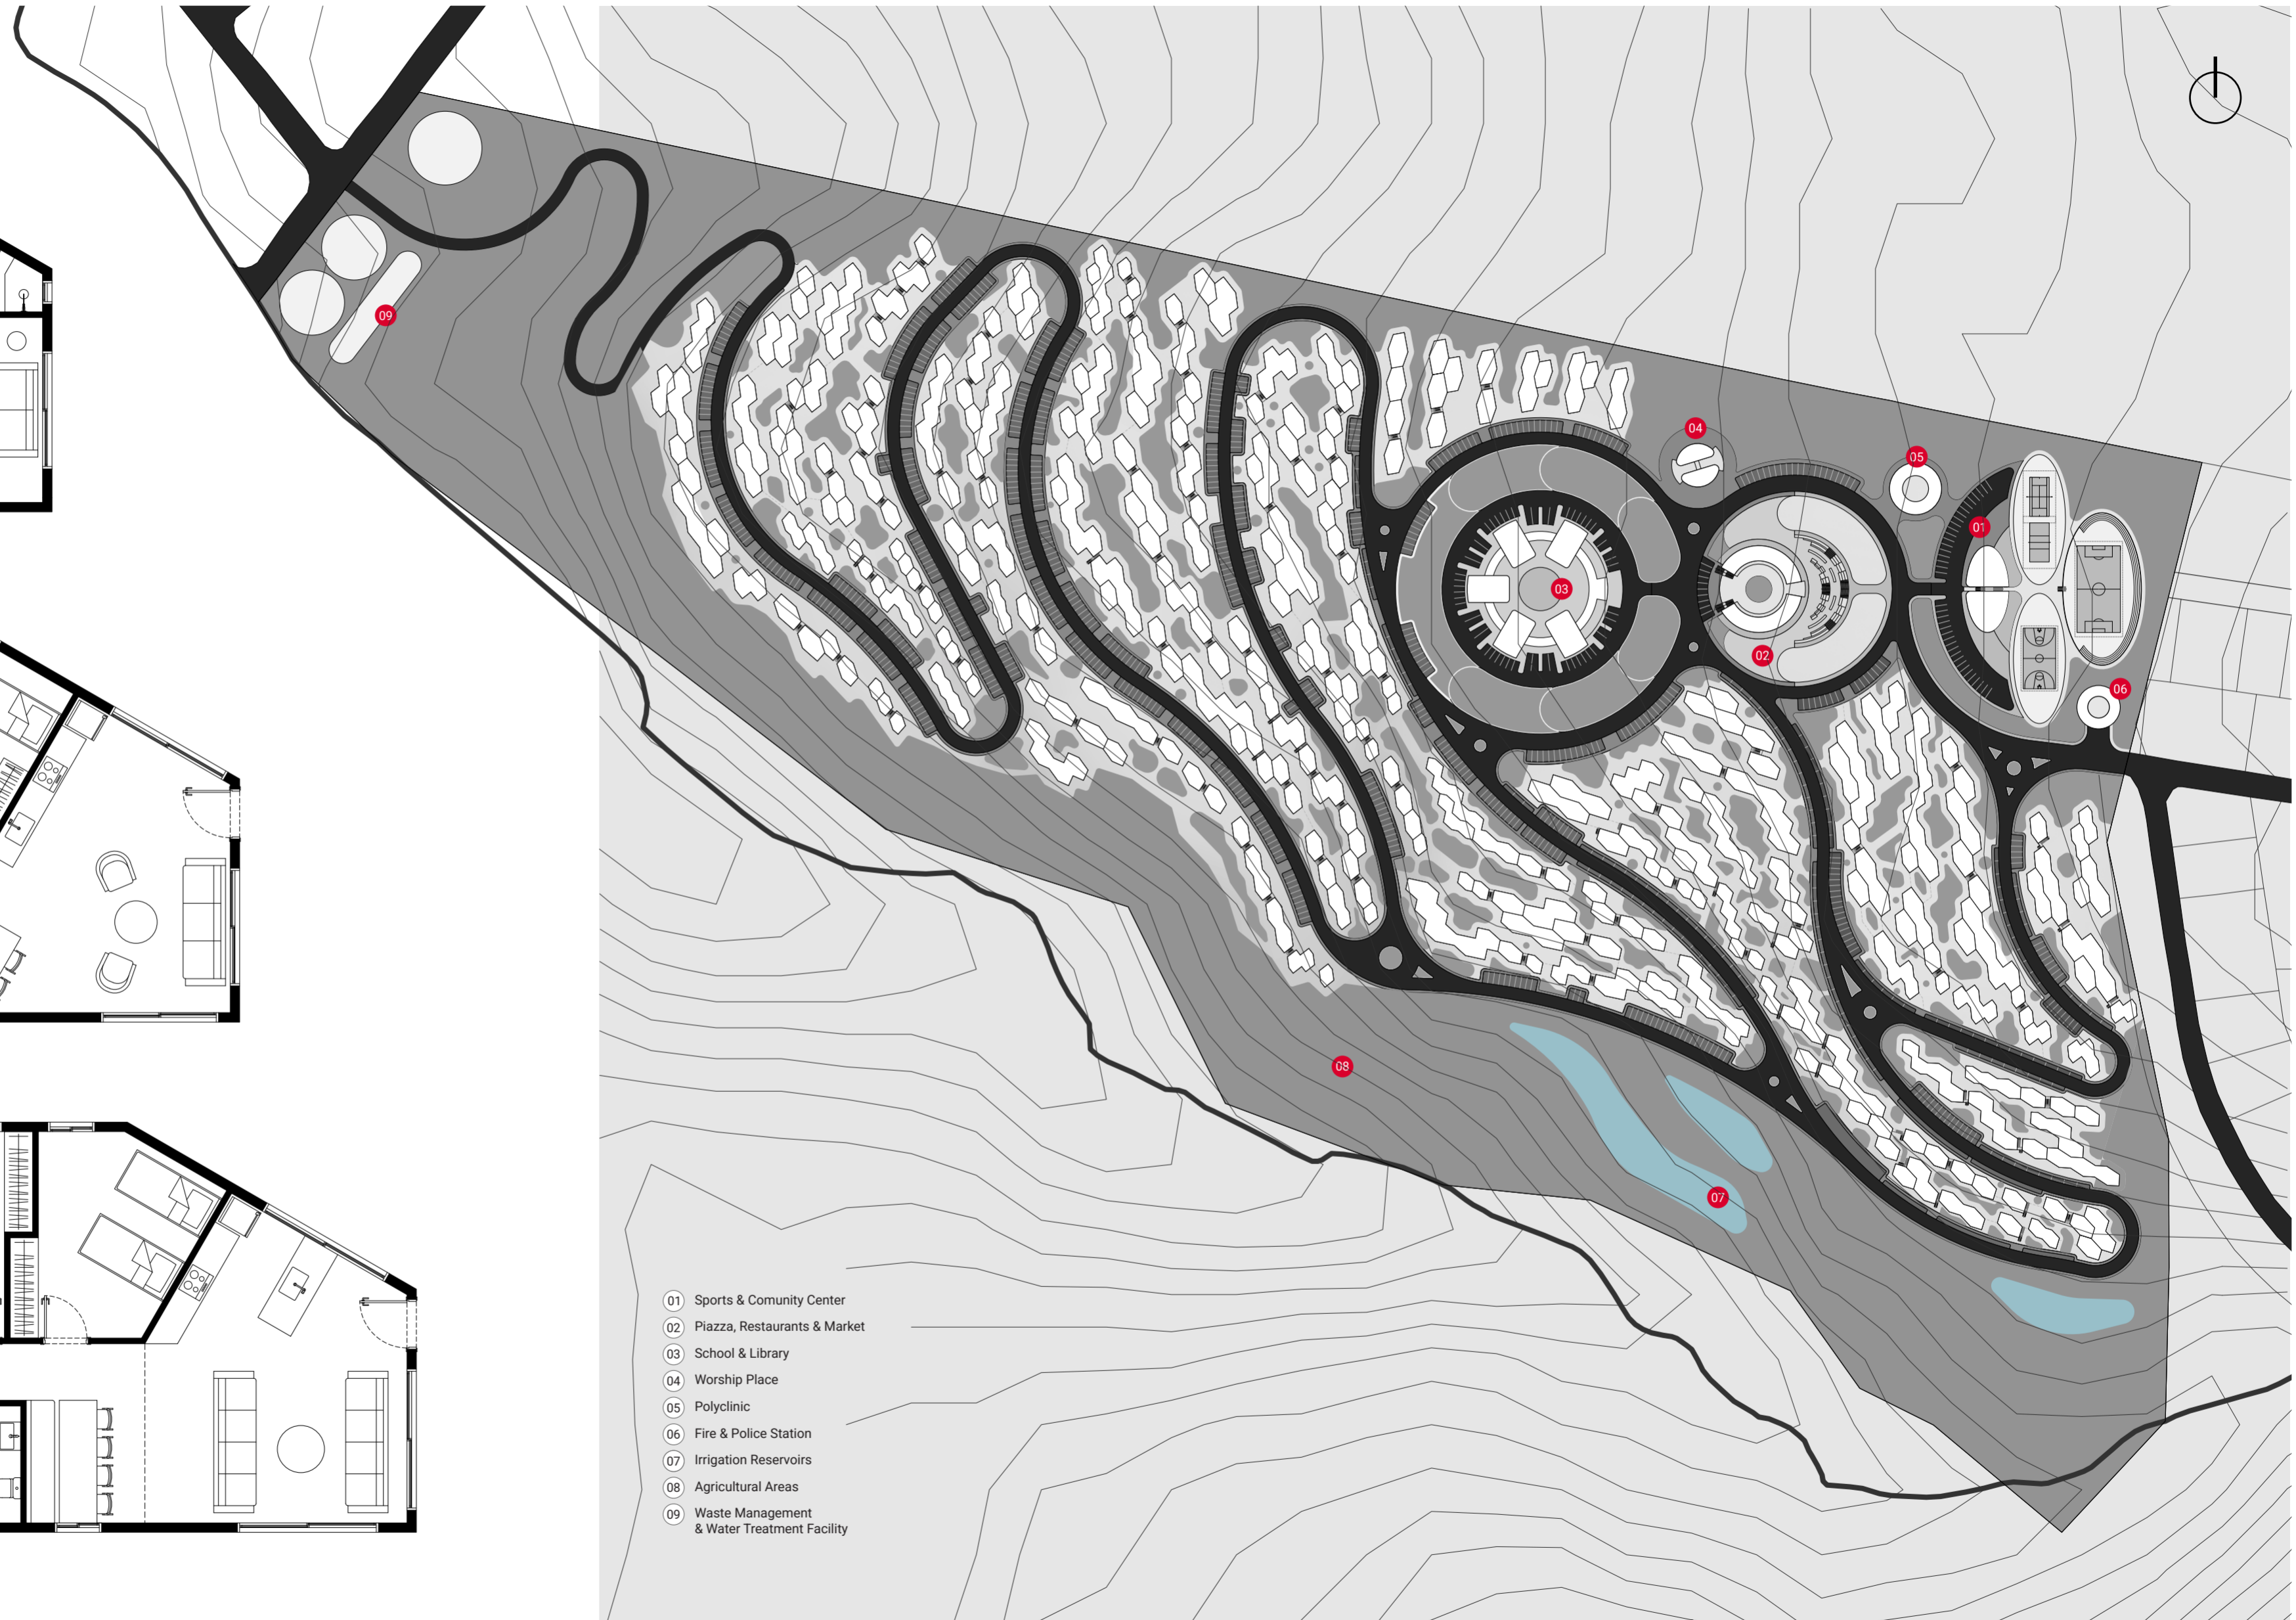 09
04
05
01
03
02
06
08
07
01 Sports & Comunity Center
02 Piazza, Restaurants & Market
03 School & Library
04 Worship Place
05 Polyclinic
06 Fire & Police Station
07 Irrigation Reservoirs
08 Agricultural Areas
09 Waste Management
& Water Treatment Facility